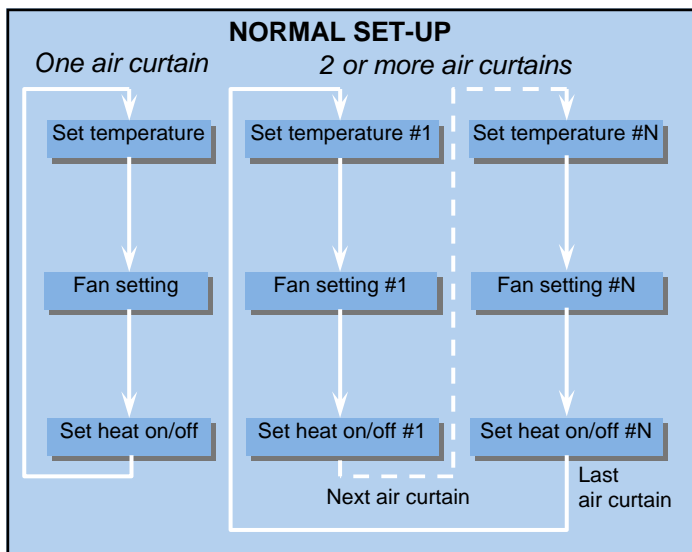 NORMAL SET-UP
One air curtain
2 or more air curtains
Set temperature
Set temperature #1
Set temperature #N
Fan setting
Fan setting #1
Fan setting #N
Set heat on/off
Set heat on/off #1
Set heat on/off #N
Next air curtain
Last
air curtain